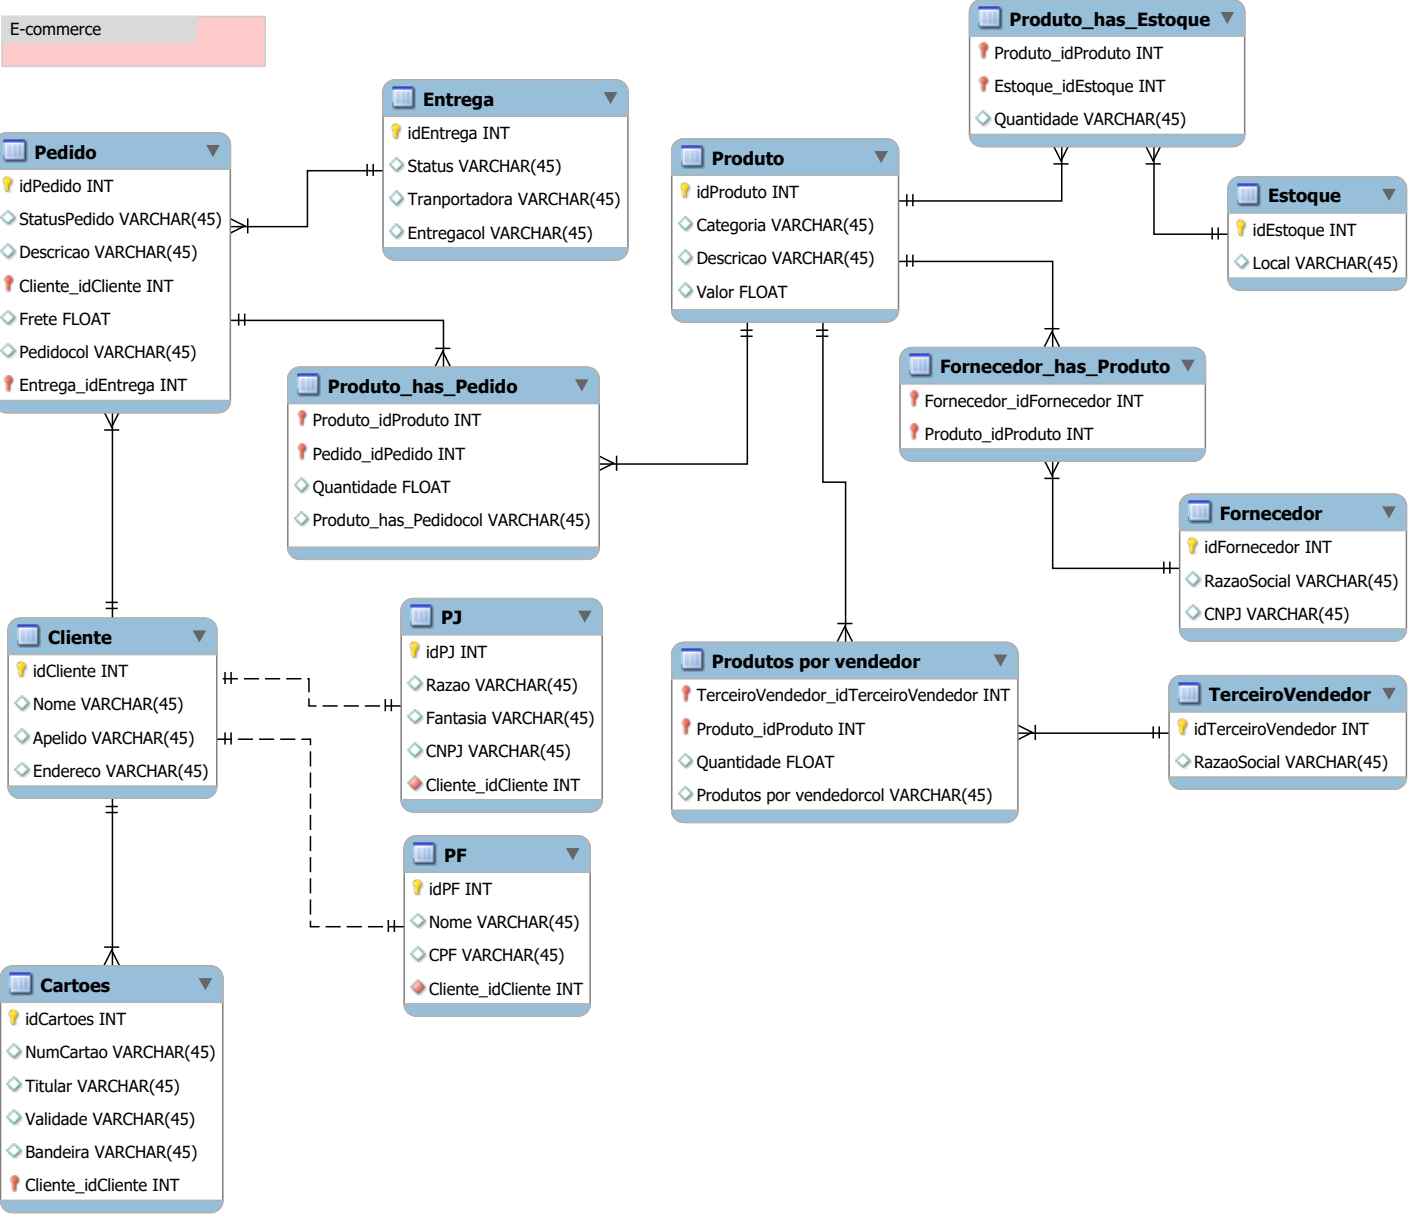 E-commerce
Pedido
idPedido INT
StatusPedido VARCHAR(45)
Descricao VARCHAR(45)
Cliente_idCliente INT
Frete FLOAT
Pedidocol VARCHAR(45)
Entrega_idEntrega INT
Entrega
idEntrega INT
Status VARCHAR(45)
Tranportadora VARCHAR(45)
Entregacol VARCHAR(45)
Produto_has_Pedido
Produto_idProduto INT
Pedido_idPedido INT
Quantidade FLOAT
Produto_has_Pedidocol VARCHAR(45)
Produto
idProduto INT
Categoria VARCHAR(45)
Descricao VARCHAR(45)
Valor FLOAT
Produto_has_Estoque
Produto_idProduto INT
Estoque_idEstoque INT
Quantidade VARCHAR(45)
Estoque
idEstoque INT
Local VARCHAR(45)
Fornecedor_has_Produto
Fornecedor_idFornecedor INT
Produto_idProduto INT
Fornecedor
idFornecedor INT
RazaoSocial VARCHAR(45)
CNPJ VARCHAR(45)
Cliente
idCliente INT
Nome VARCHAR(45)
Apelido VARCHAR(45)
Endereco VARCHAR(45)
PJ
idPJ INT
Razao VARCHAR(45)
Fantasia VARCHAR(45)
CNPJ VARCHAR(45)
Cliente_idCliente INT
PF
idPF INT
Nome VARCHAR(45)
CPF VARCHAR(45)
Cliente_idCliente INT
Produtos por vendedor
TerceiroVendedor_idTerceiroVendedor INT
Produto_idProduto INT
Quantidade FLOAT
Produtos por vendedorcol VARCHAR(45)
TerceiroVendedor
idTerceiroVendedor INT
RazaoSocial VARCHAR(45)
Cartoes
idCartoes INT
NumCartao VARCHAR(45)
Titular VARCHAR(45)
Validade VARCHAR(45)
Bandeira VARCHAR(45)
Cliente_idCliente INT